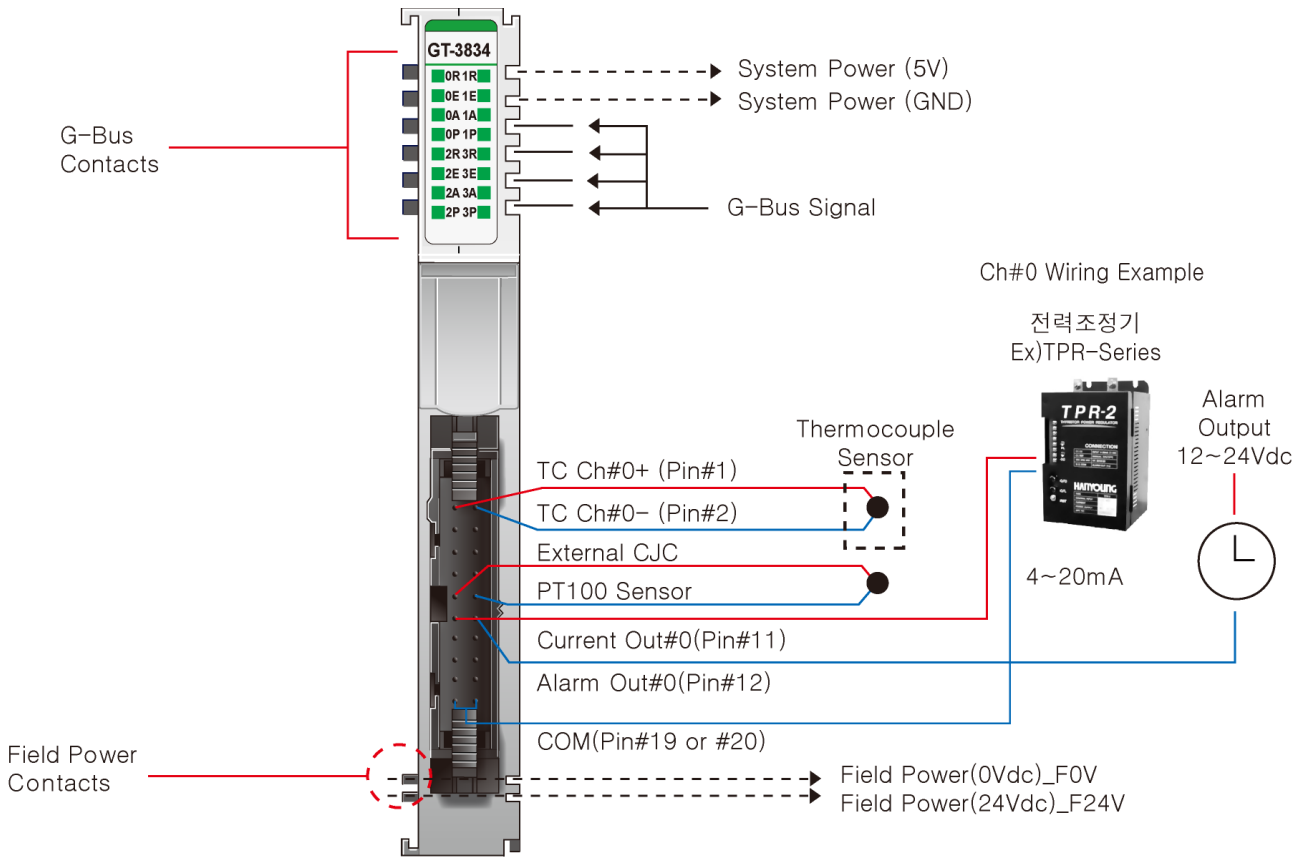 GT-3834
0R 1R
0E 1E
0A 1A
0P 1P
2R 3R
2E 3E
2A 3A
2P 3P
System Power (5V)
System Power (GND)
G-Bus
Contacts
G-Bus Signal
Ch#0 Wiring Example
전력조정기
Ex)TPR-Series
TPR-2
CONNECTION
HANYOUNG
Alarm
Output
12~24Vdc
Thermocouple
Sensor
TC Ch#0+ (Pin#1)
TC Ch#0- (Pin#2)
External CJC
PT100 Sensor
4~20mA
Current Out#0(Pin#11)
Alarm Out#0(Pin#12)
COM(Pin#19 or #20)
Field Power
Contacts
Field Power(0Vdc)_F0V
Field Power(24Vdc)_F24V